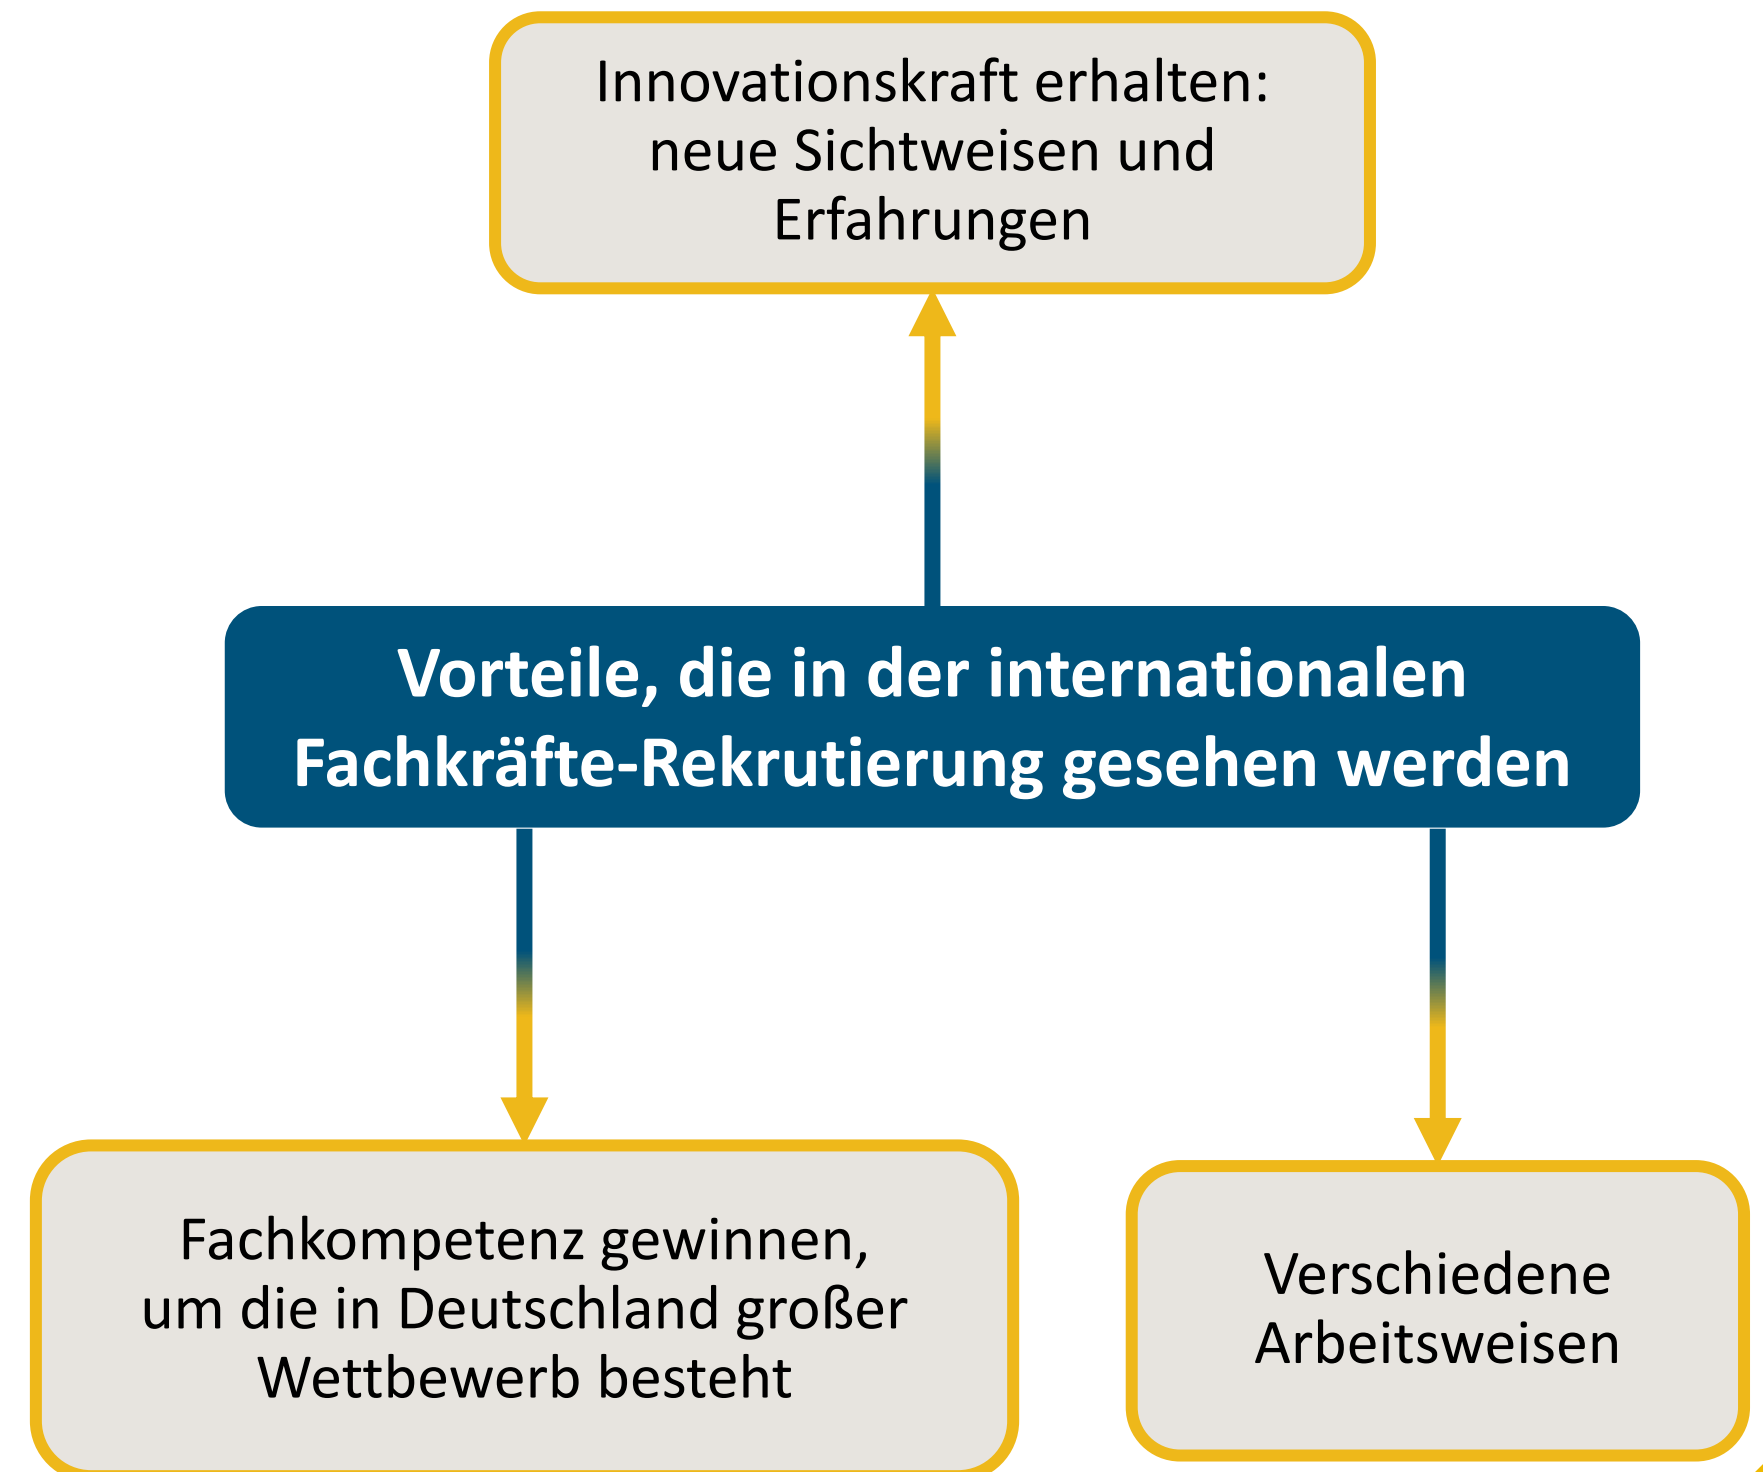 Innovationskraft erhalten:
neue Sichtweisen und
Erfahrungen
Vorteile, die in der internationalen
Fachkräfte-Rekrutierung gesehen werden
Fachkompetenz gewinnen,
um die in Deutschland großer
Wettbewerb besteht
Verschiedene
Arbeitsweisen